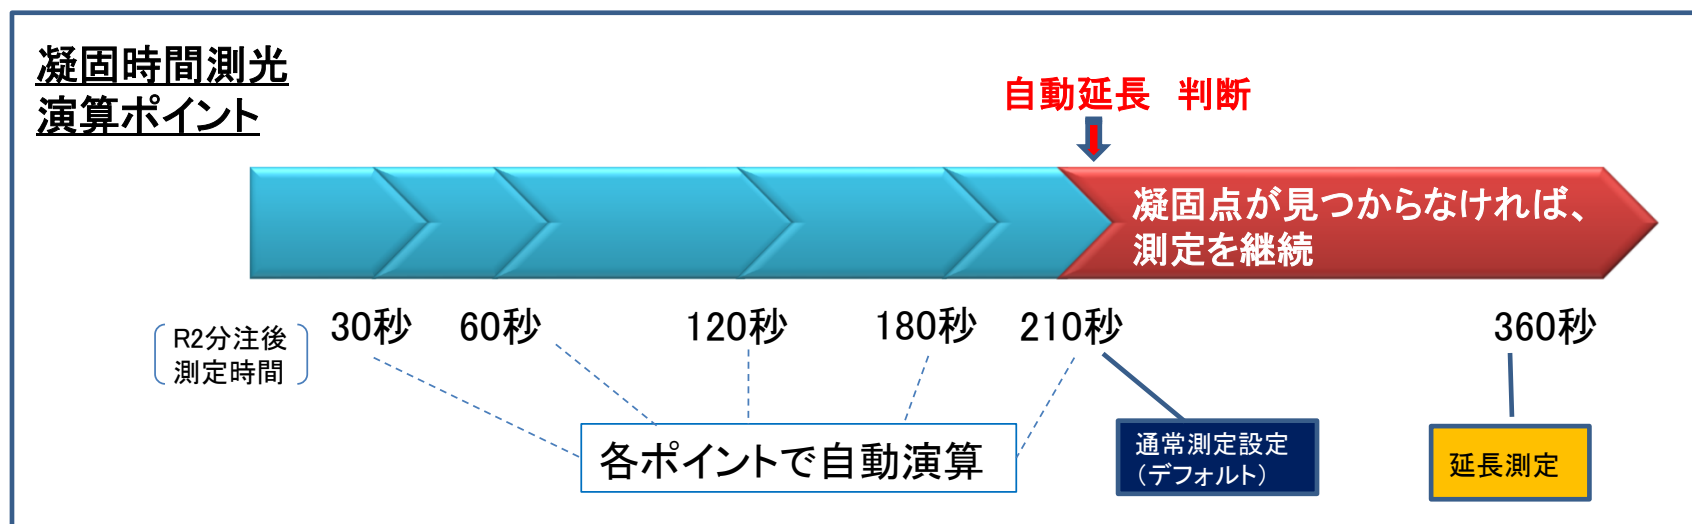 凝固時間測光
演算ポイント
自動延長　判断
凝固点が見つからなければ、
測定を継続
R2分注後
測定時間
30秒
60秒
120秒
180秒
210秒
360秒
各ポイントで自動演算
通常測定設定
(デフォルト)
延長測定